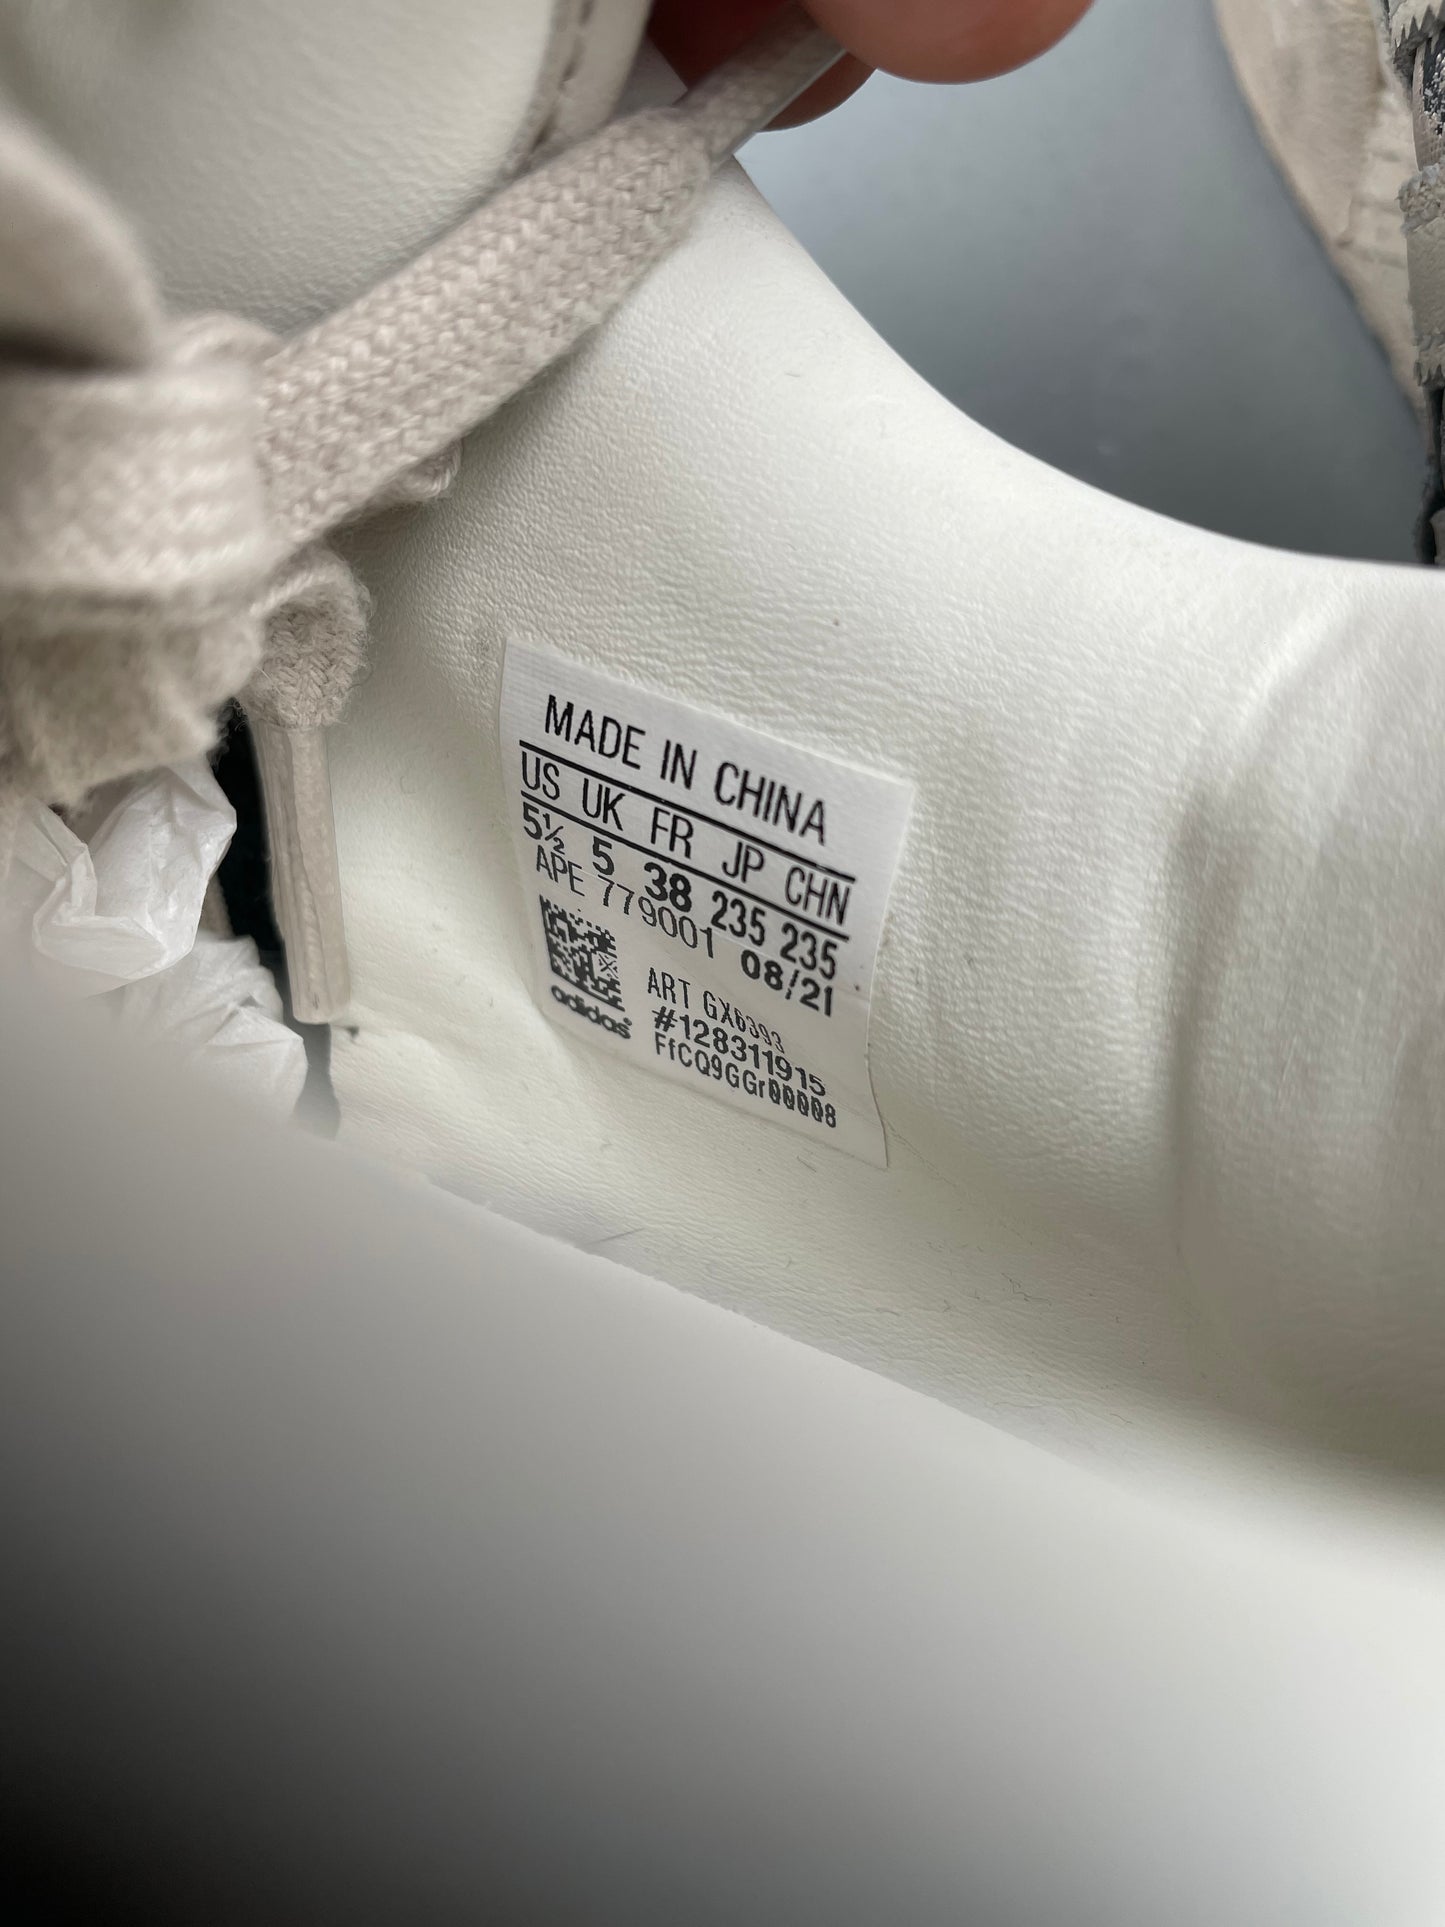 MADE IN CHINA
US UK FR JP CHN
5½ 5 38 235 235
APE 779001 08/21
ART GX6393
#128311915
FfCQ9GGr00008
adidas